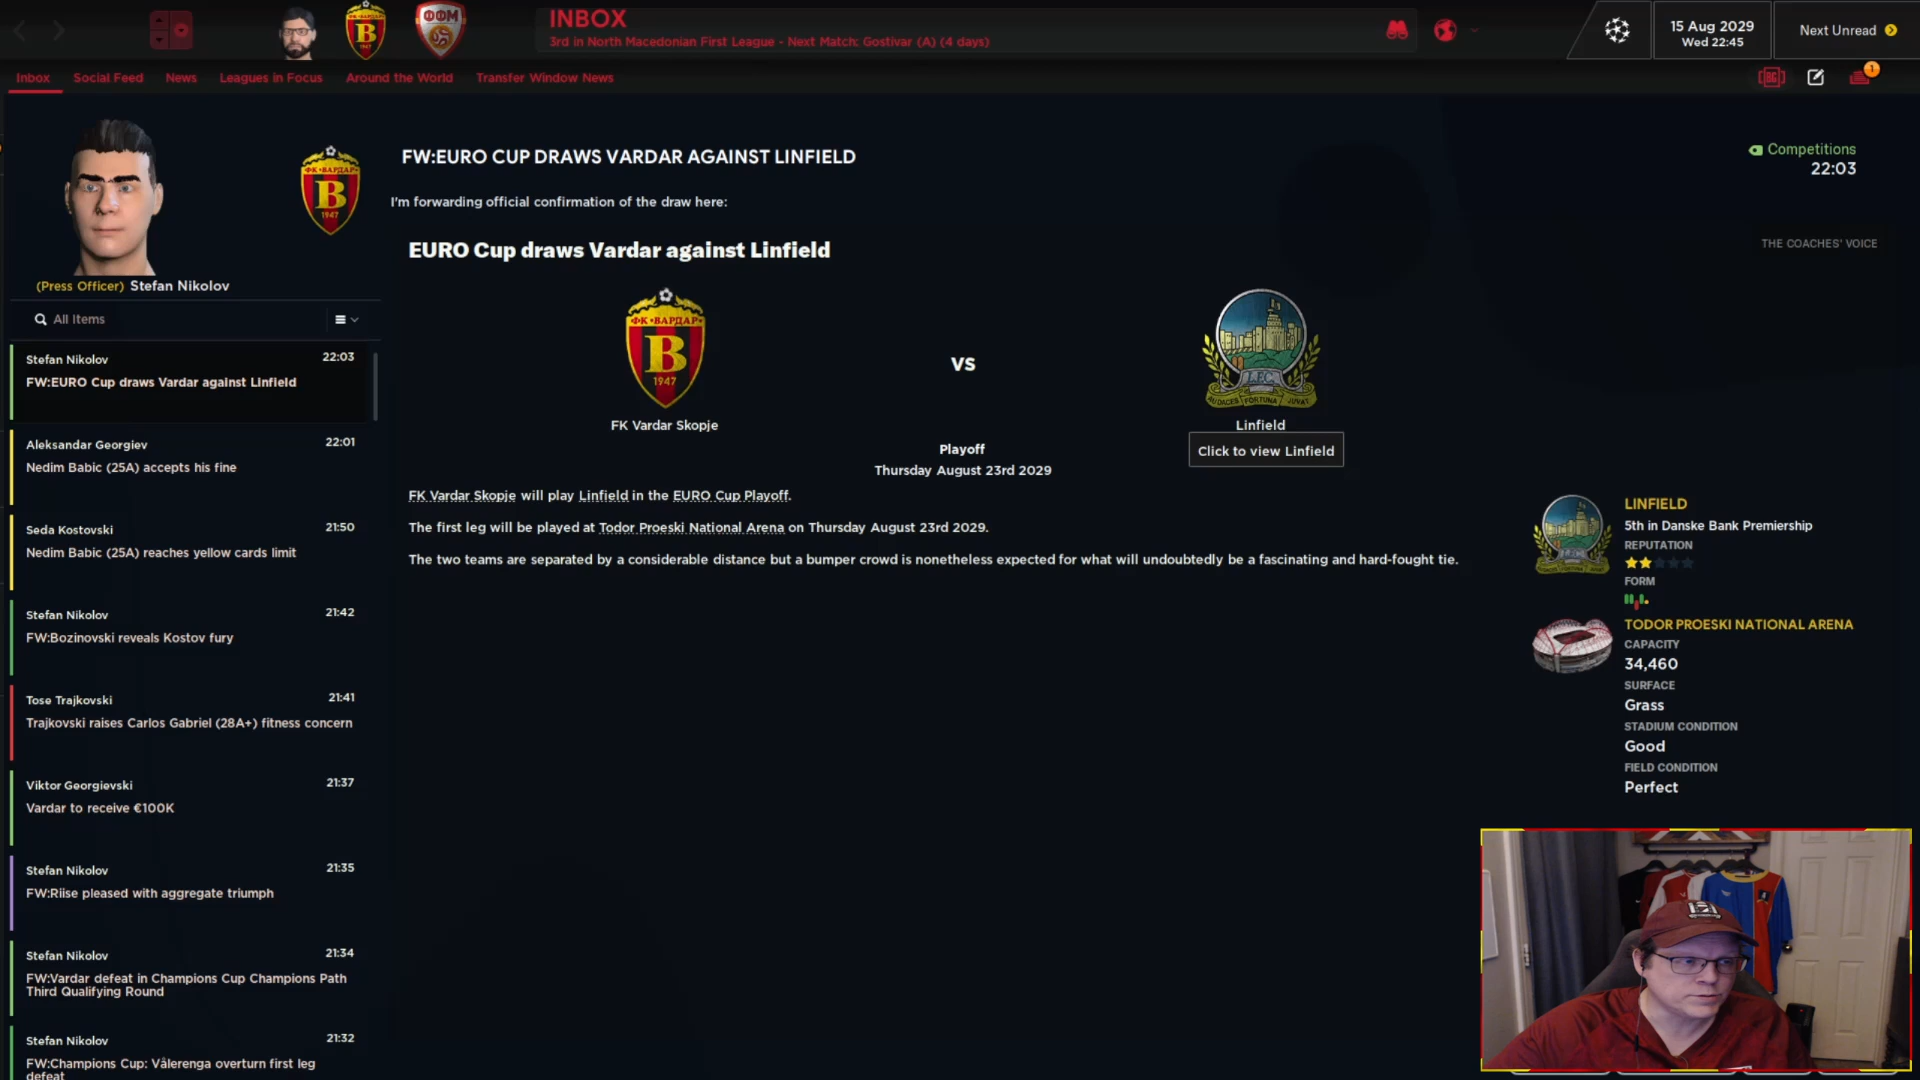 INBOX
3rd in North Macedonian First League - Next Match: Gostivar (A) (4 days)
15 Aug 2029
Wed 22:45
Next Unread
Inbox
Social Feed
News
Leagues in Focus
Around the World
Transfer Window News
1
(Press Officer) Stefan Nikolov
All Items
Stefan Nikolov
22:03
FW:EURO Cup draws Vardar against Linfield
Aleksandar Georgiev
22:01
Nedim Babic (25A) accepts his fine
Seda Kostovski
21:50
Nedim Babic (25A) reaches yellow cards limit
Stefan Nikolov
21:42
FW:Bozinovski reveals Kostov fury
Tose Trajkovski
21:41
Trajkovski raises Carlos Gabriel (28A+) fitness concern
Viktor Georgievski
21:37
Vardar to receive €100K
Stefan Nikolov
21:35
FW:Riise pleased with aggregate triumph
Stefan Nikolov
21:34
FW:Vardar defeat in Champions Cup Champions Path
Third Qualifying Round
Stefan Nikolov
21:32
FW:Champions Cup: Vålerenga overturn first leg
defeat
FW:EURO CUP DRAWS VARDAR AGAINST LINFIELD
Competitions
22:03
I'm forwarding official confirmation of the draw here:
THE COACHES' VOICE
EURO Cup draws Vardar against Linfield
ФК ВАРДАР
В
1947
VS
L.F.C.
AUDACES FORTUNA JUVAT
FK Vardar Skopje
Linfield
Click to view Linfield
Playoff
Thursday August 23rd 2029
FK Vardar Skopje will play Linfield in the EURO Cup Playoff.
The first leg will be played at Todor Proeski National Arena on Thursday August 23rd 2029.
The two teams are separated by a considerable distance but a bumper crowd is nonetheless expected for what will undoubtedly be a fascinating and hard-fought tie.
LINFIELD
5th in Danske Bank Premiership
REPUTATION
FORM
TODOR PROESKI NATIONAL ARENA
CAPACITY
34,460
SURFACE
Grass
STADIUM CONDITION
Good
FIELD CONDITION
Perfect